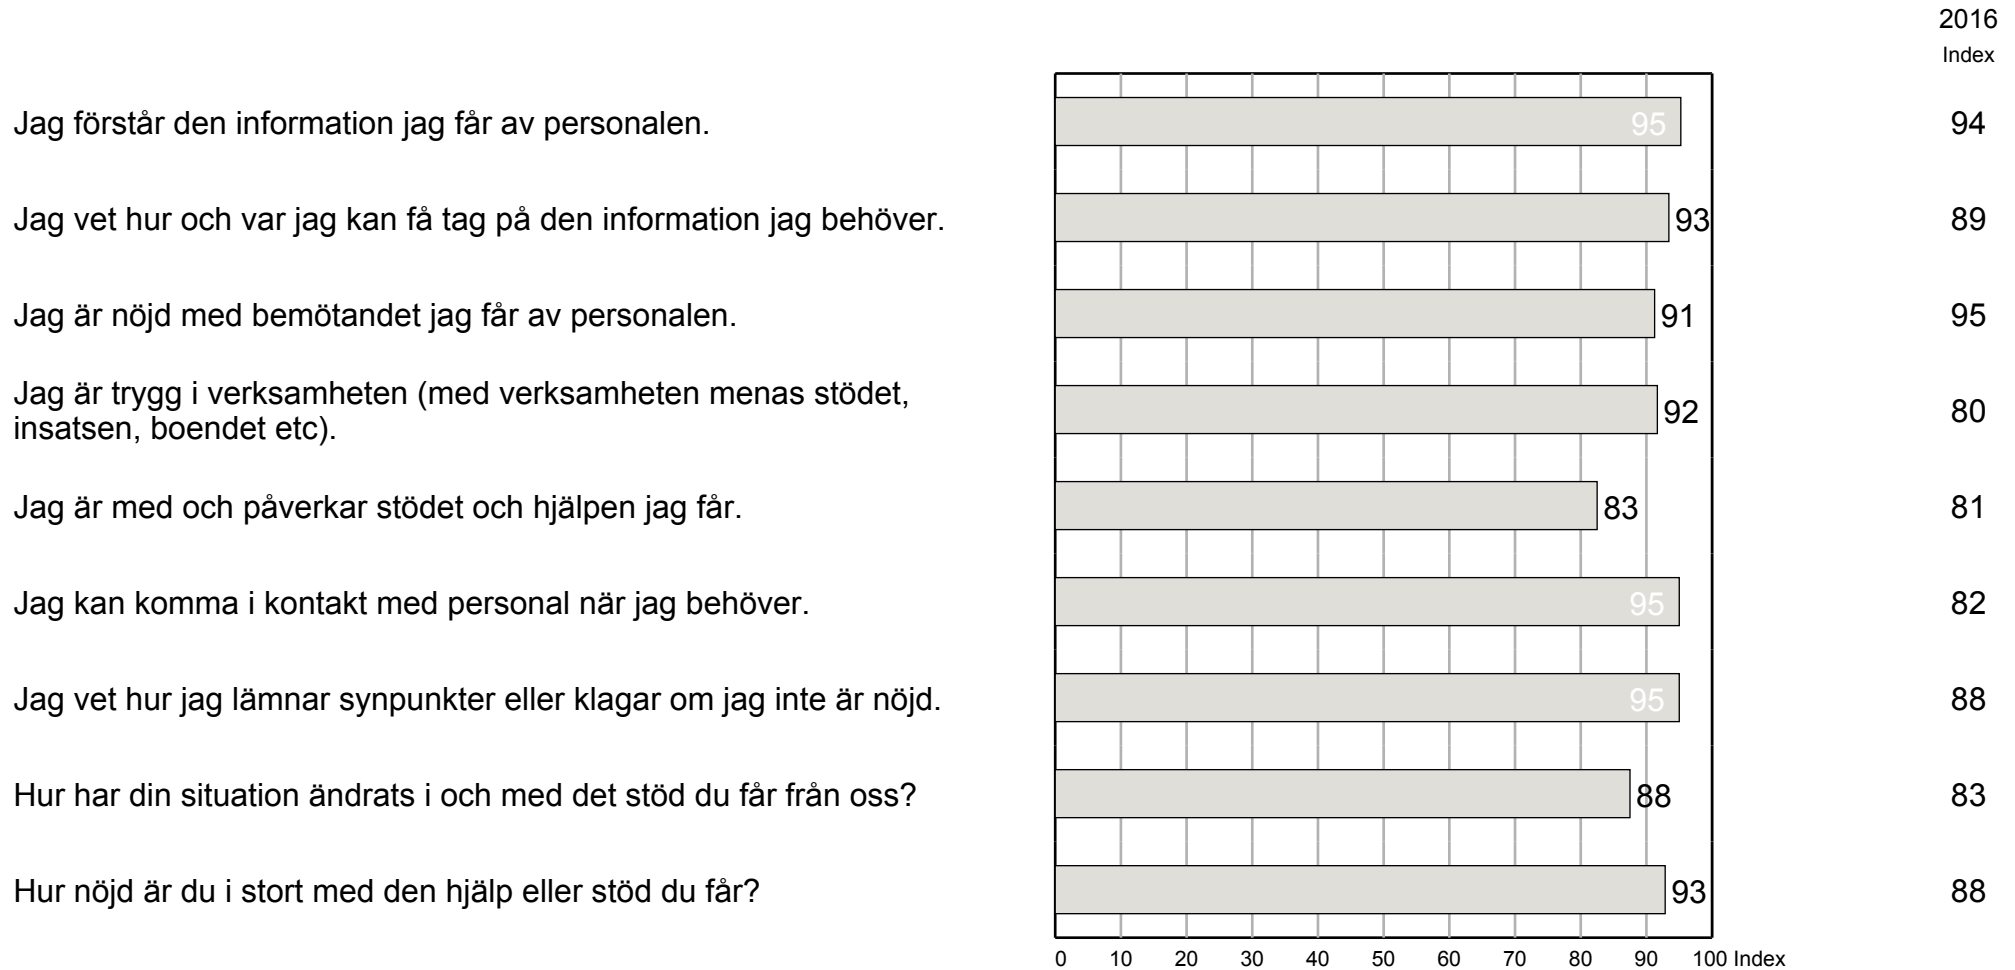 2016
Index
Jag förstår den information jag får av personalen. 95 94
Jag vet hur och var jag kan få tag på den information jag behöver. 93 89
Jag är nöjd med bemötandet jag får av personalen. 91 95
Jag är trygg i verksamheten (med verksamheten menas stödet,
insatsen, boendet etc). 92 80
Jag är med och påverkar stödet och hjälpen jag får. 83 81
Jag kan komma i kontakt med personal när jag behöver. 95 82
Jag vet hur jag lämnar synpunkter eller klagar om jag inte är nöjd. 95 88
Hur har din situation ändrats i och med det stöd du får från oss? 88 83
Hur nöjd är du i stort med den hjälp eller stöd du får? 93 88
0 10 20 30 40 50 60 70 80 90 100 Index